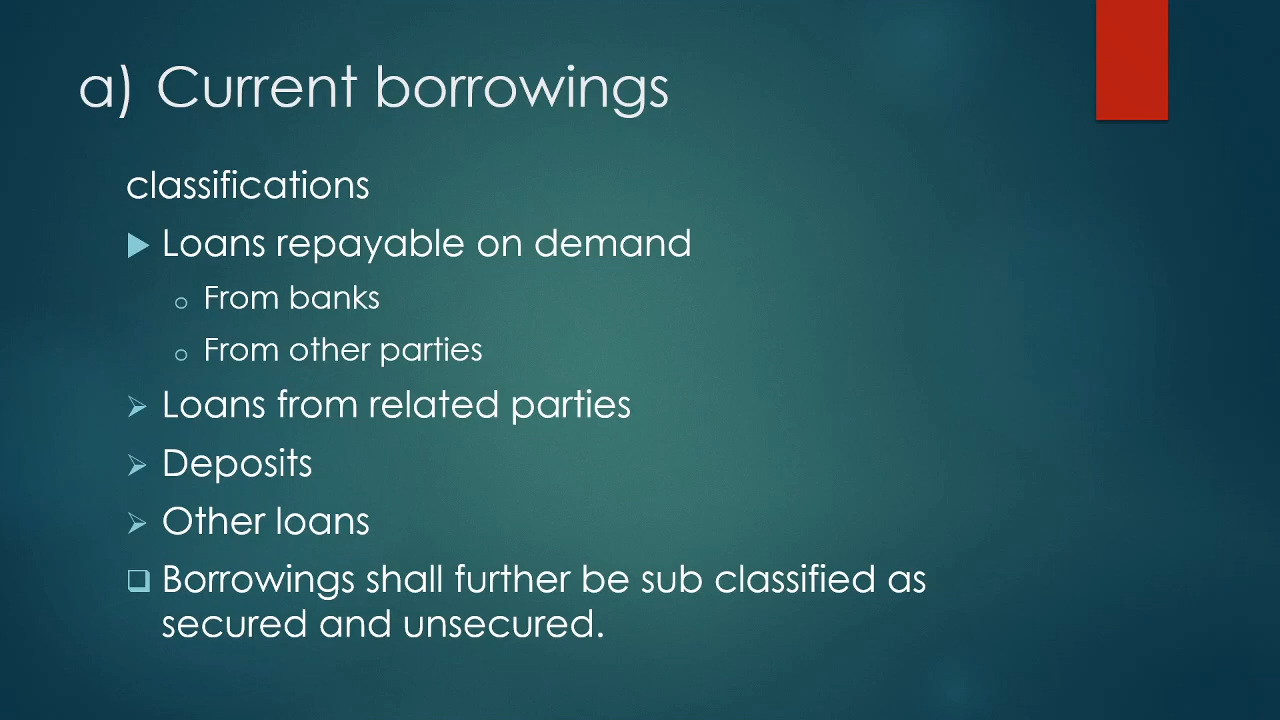 a) Current borrowings
classifications
Loans repayable on demand
From banks
From other parties
Loans from related parties
Deposits
Other loans
Borrowings shall further be sub classified as
secured and unsecured.